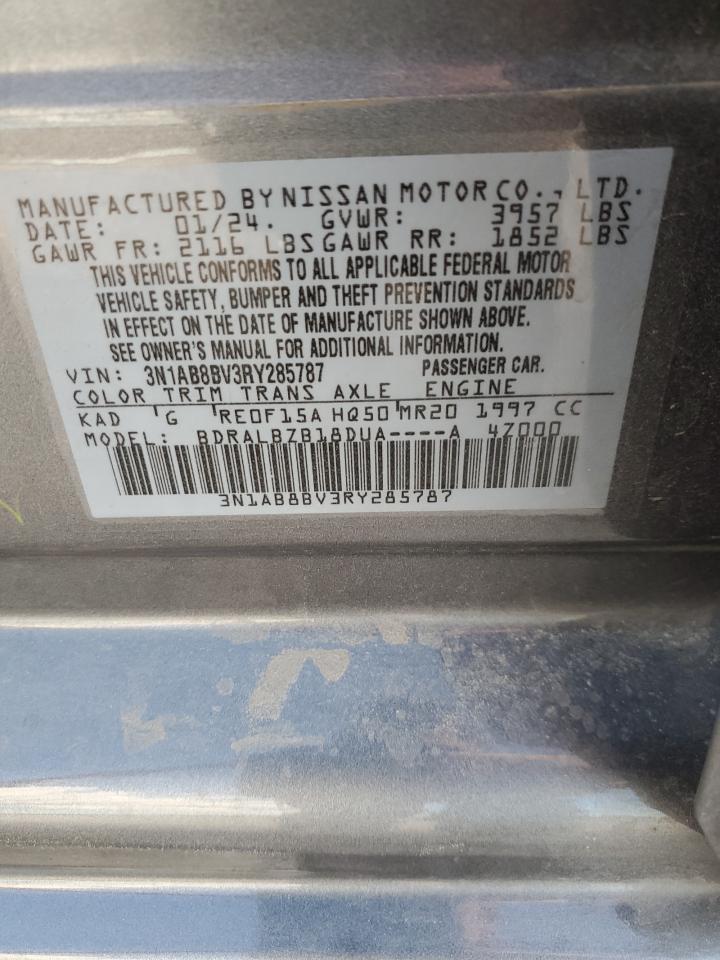 MANUFACTURED BY NISSAN MOTOR CO., LTD.
DATE: 01/24. GVWR: 3957 LBS
GAWR FR: 2116 LBS GAWR RR: 1852 LBS
THIS VEHICLE CONFORMS TO ALL APPLICABLE FEDERAL MOTOR
VEHICLE SAFETY, BUMPER AND THEFT PREVENTION STANDARDS
IN EFFECT ON THE DATE OF MANUFACTURE SHOWN ABOVE.
SEE OWNER'S MANUAL FOR ADDITIONAL INFORMATION.
VIN: 3N1AB8BV3RY285787 PASSENGER CAR.
COLOR TRIM TRANS AXLE ENGINE
KAD G RE0F15A HQ50 MR20 1997 CC
MODEL: BDRALBZB18DUA----A 4Z000
3N1AB8BV3RY285787